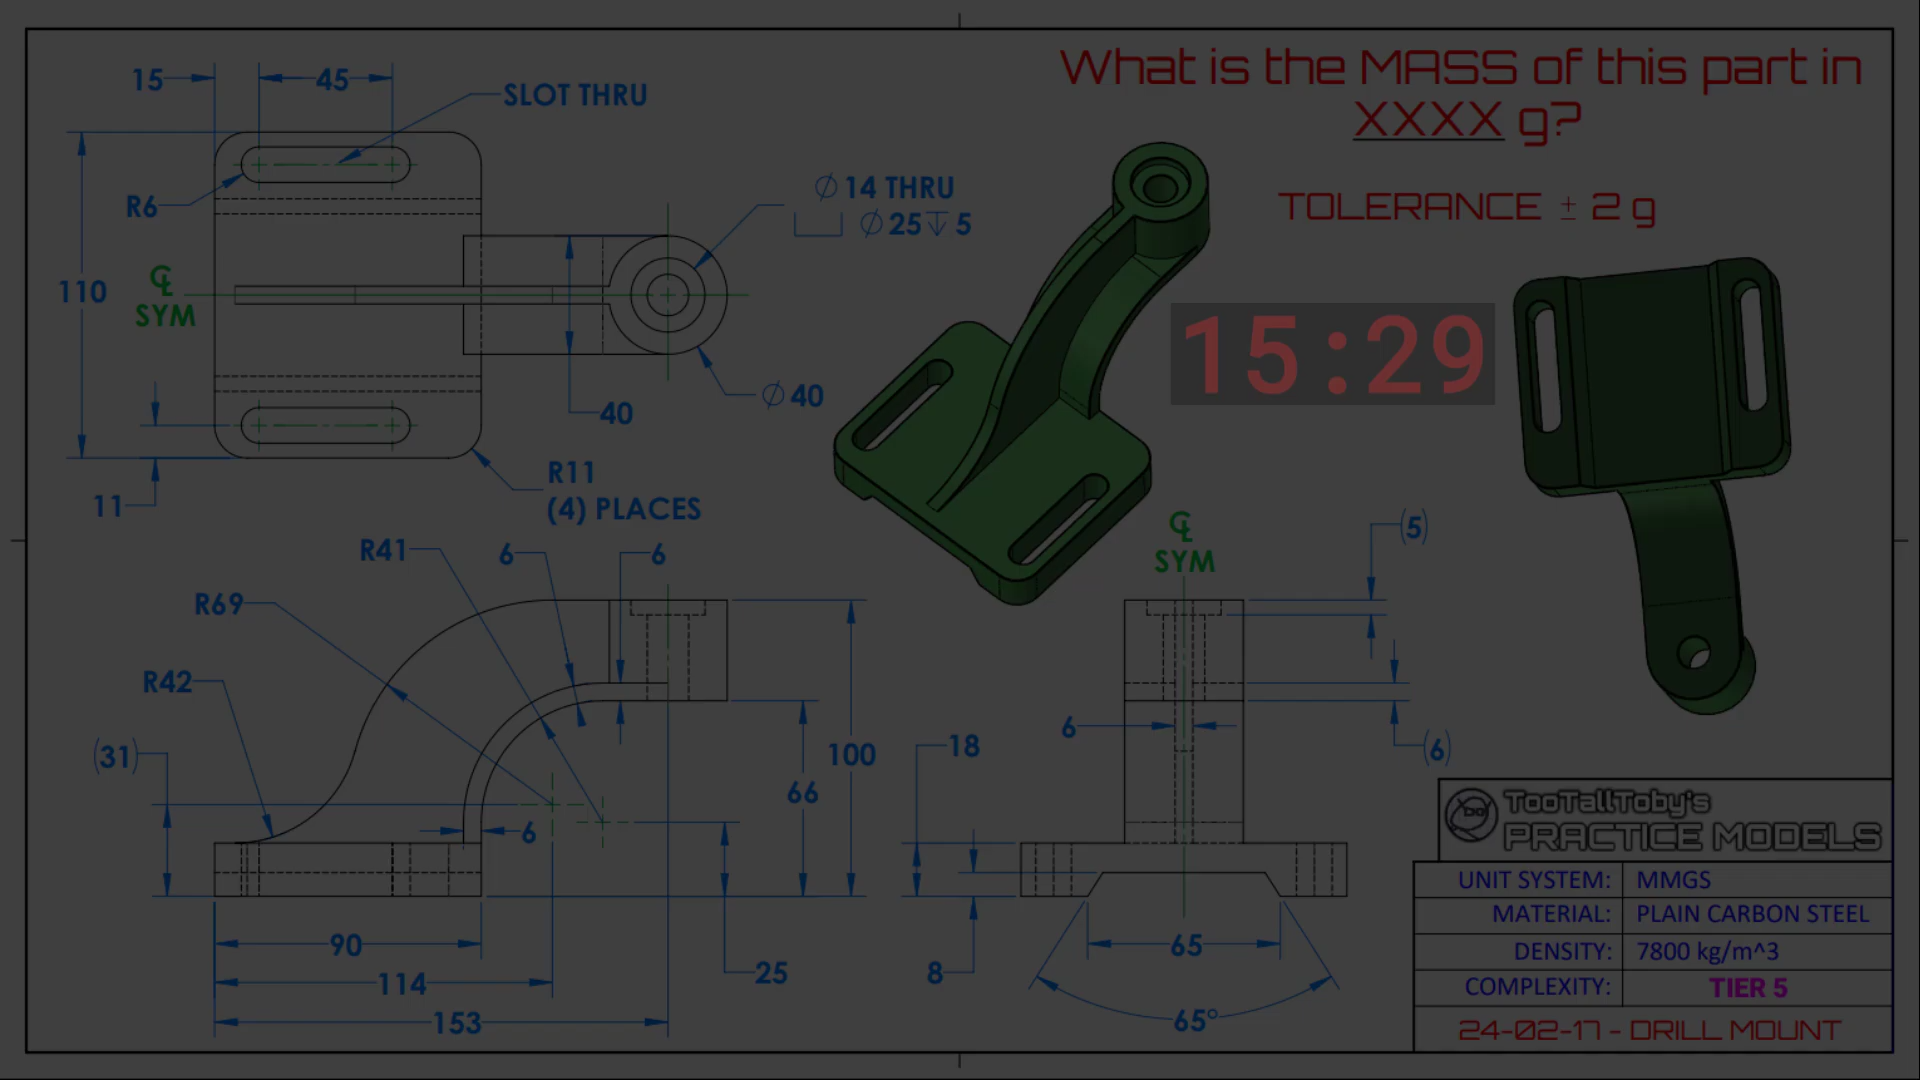 What is the MASS of this part in
XXXX g?
TOLERANCE ± 2 g
15
45
SLOT THRU
R6
110
℄
SYM
11
⌀ 14 THRU
⌴ ⌀ 25 ↧ 5
⌀ 40
40
R11
(4) PLACES
15:29
R41
6
6
R69
R42
(31)
6
100
66
25
90
114
153
℄
SYM
(5)
6
18
(6)
8
65
65°
TooTallToby's
PRACTICE MODELS
UNIT SYSTEM: MMGS
MATERIAL: PLAIN CARBON STEEL
DENSITY: 7800 kg/m^3
COMPLEXITY: TIER 5
24-02-17 - DRILL MOUNT